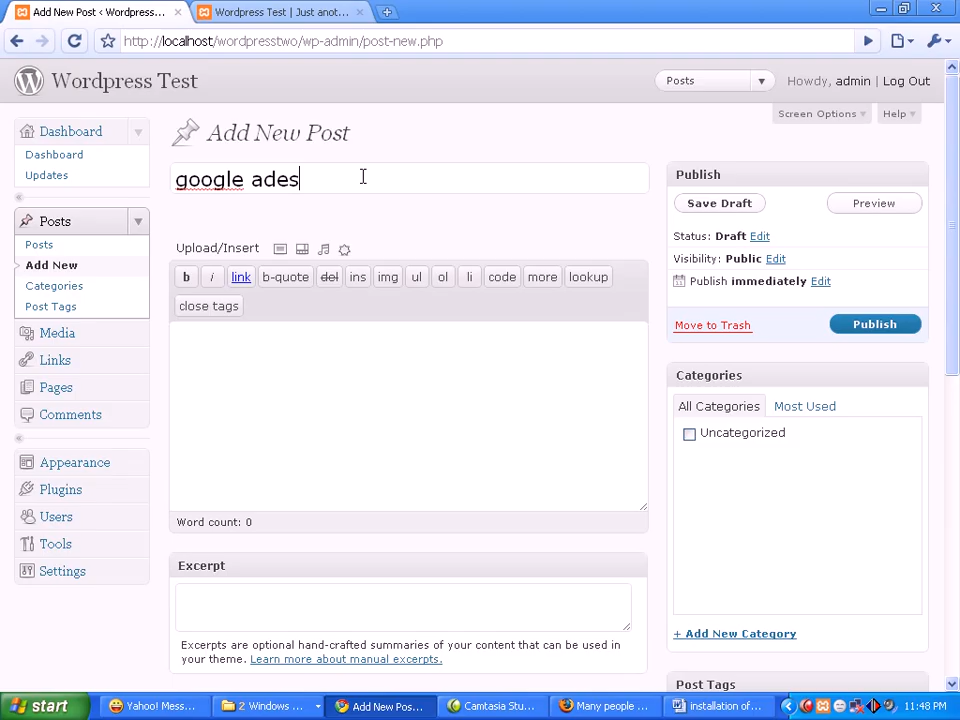 Add New Post ‹ Wordpress...
Wordpress Test | Just anot...
http://localhost/wordpresstwo/wp-admin/post-new.php
Wordpress Test
Posts
Howdy, admin | Log Out
Screen Options
Help
Dashboard
Dashboard
Updates
Posts
Posts
Add New
Categories
Post Tags
Media
Links
Pages
Comments
Appearance
Plugins
Users
Tools
Settings
Add New Post
google ades
Upload/Insert
b i link b-quote del ins img ul ol li code more lookup
close tags
Word count: 0
Excerpt
Excerpts are optional hand-crafted summaries of your content that can be used in
your theme. Learn more about manual excerpts.
Publish
Save Draft
Preview
Status: Draft Edit
Visibility: Public Edit
Publish immediately Edit
Move to Trash
Publish
Categories
All Categories
Most Used
Uncategorized
+ Add New Category
Post Tags
start
Yahoo! Mess...
2 Windows ...
Add New Pos...
Camtasia Stu...
Many people ...
installation of...
11:48 PM